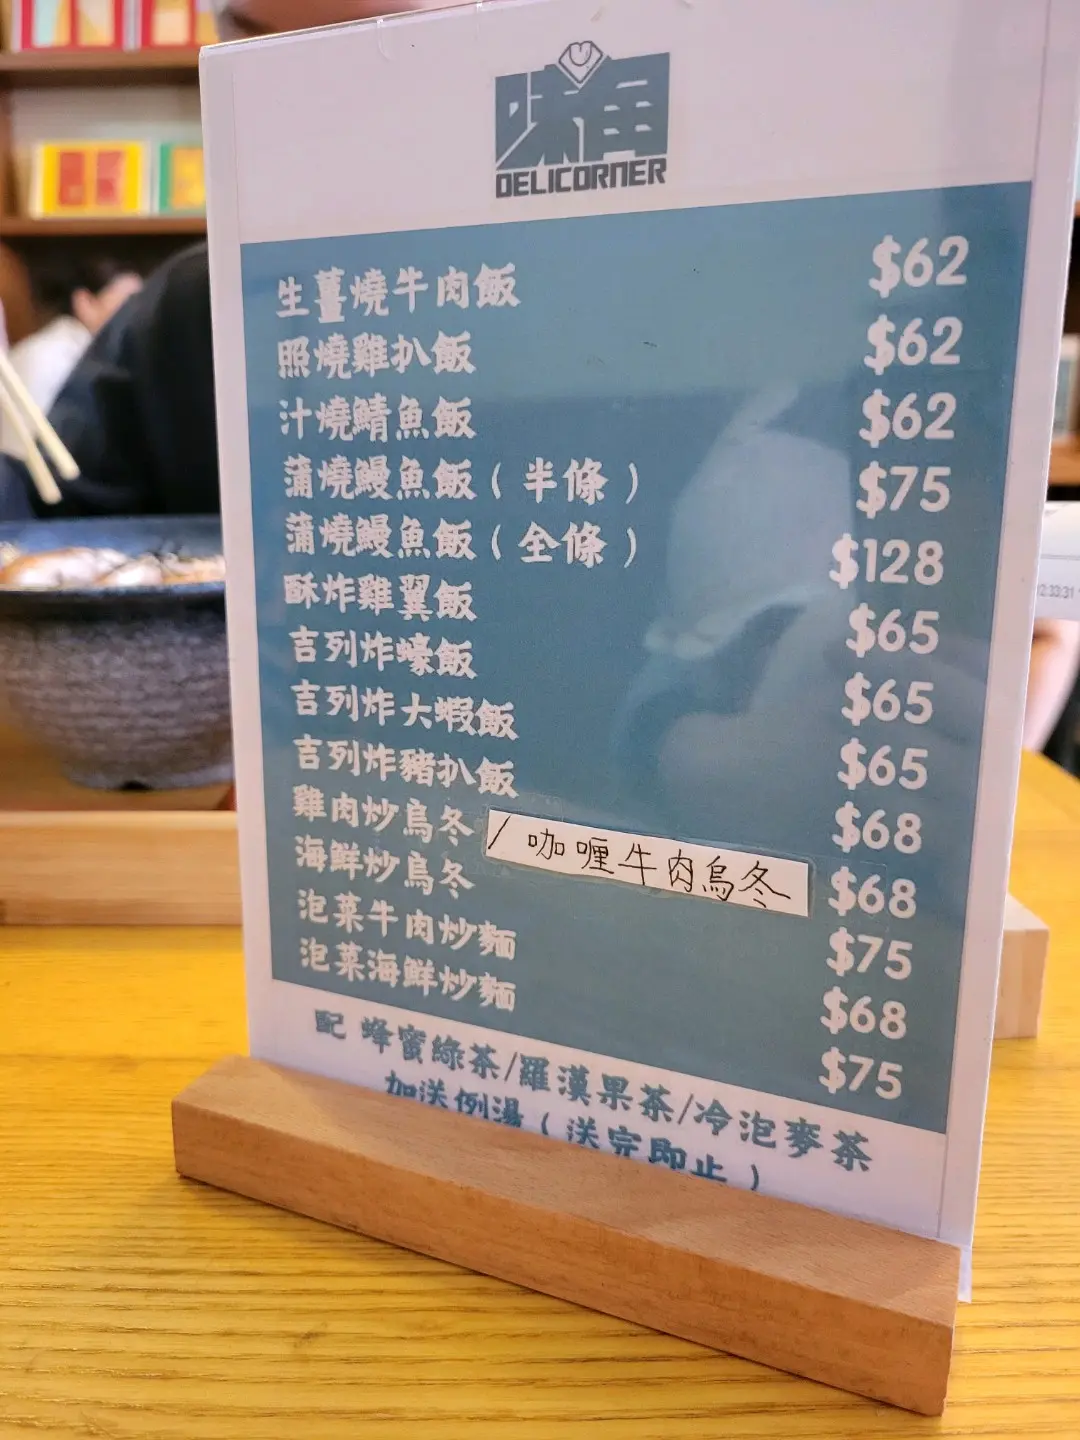 味角
DELICORNER
生薑燒牛肉飯 $62
照燒雞扒飯 $62
汁燒鯖魚飯 $62
蒲燒鰻魚飯(半條) $75
蒲燒鰻魚飯(全條) $128
酥炸雞翼飯 $65
吉列炸蠔飯 $65
吉列炸大蝦飯 $65
吉列炸豬扒飯 $68
雞肉炒烏冬 /咖喱牛肉烏冬 $68
海鮮炒烏冬 $75
泡菜牛肉炒麵 $68
泡菜海鮮炒麵 $75
配 蜂蜜綠茶/羅漢果茶/冷泡麥茶
加送例湯(送完即止)